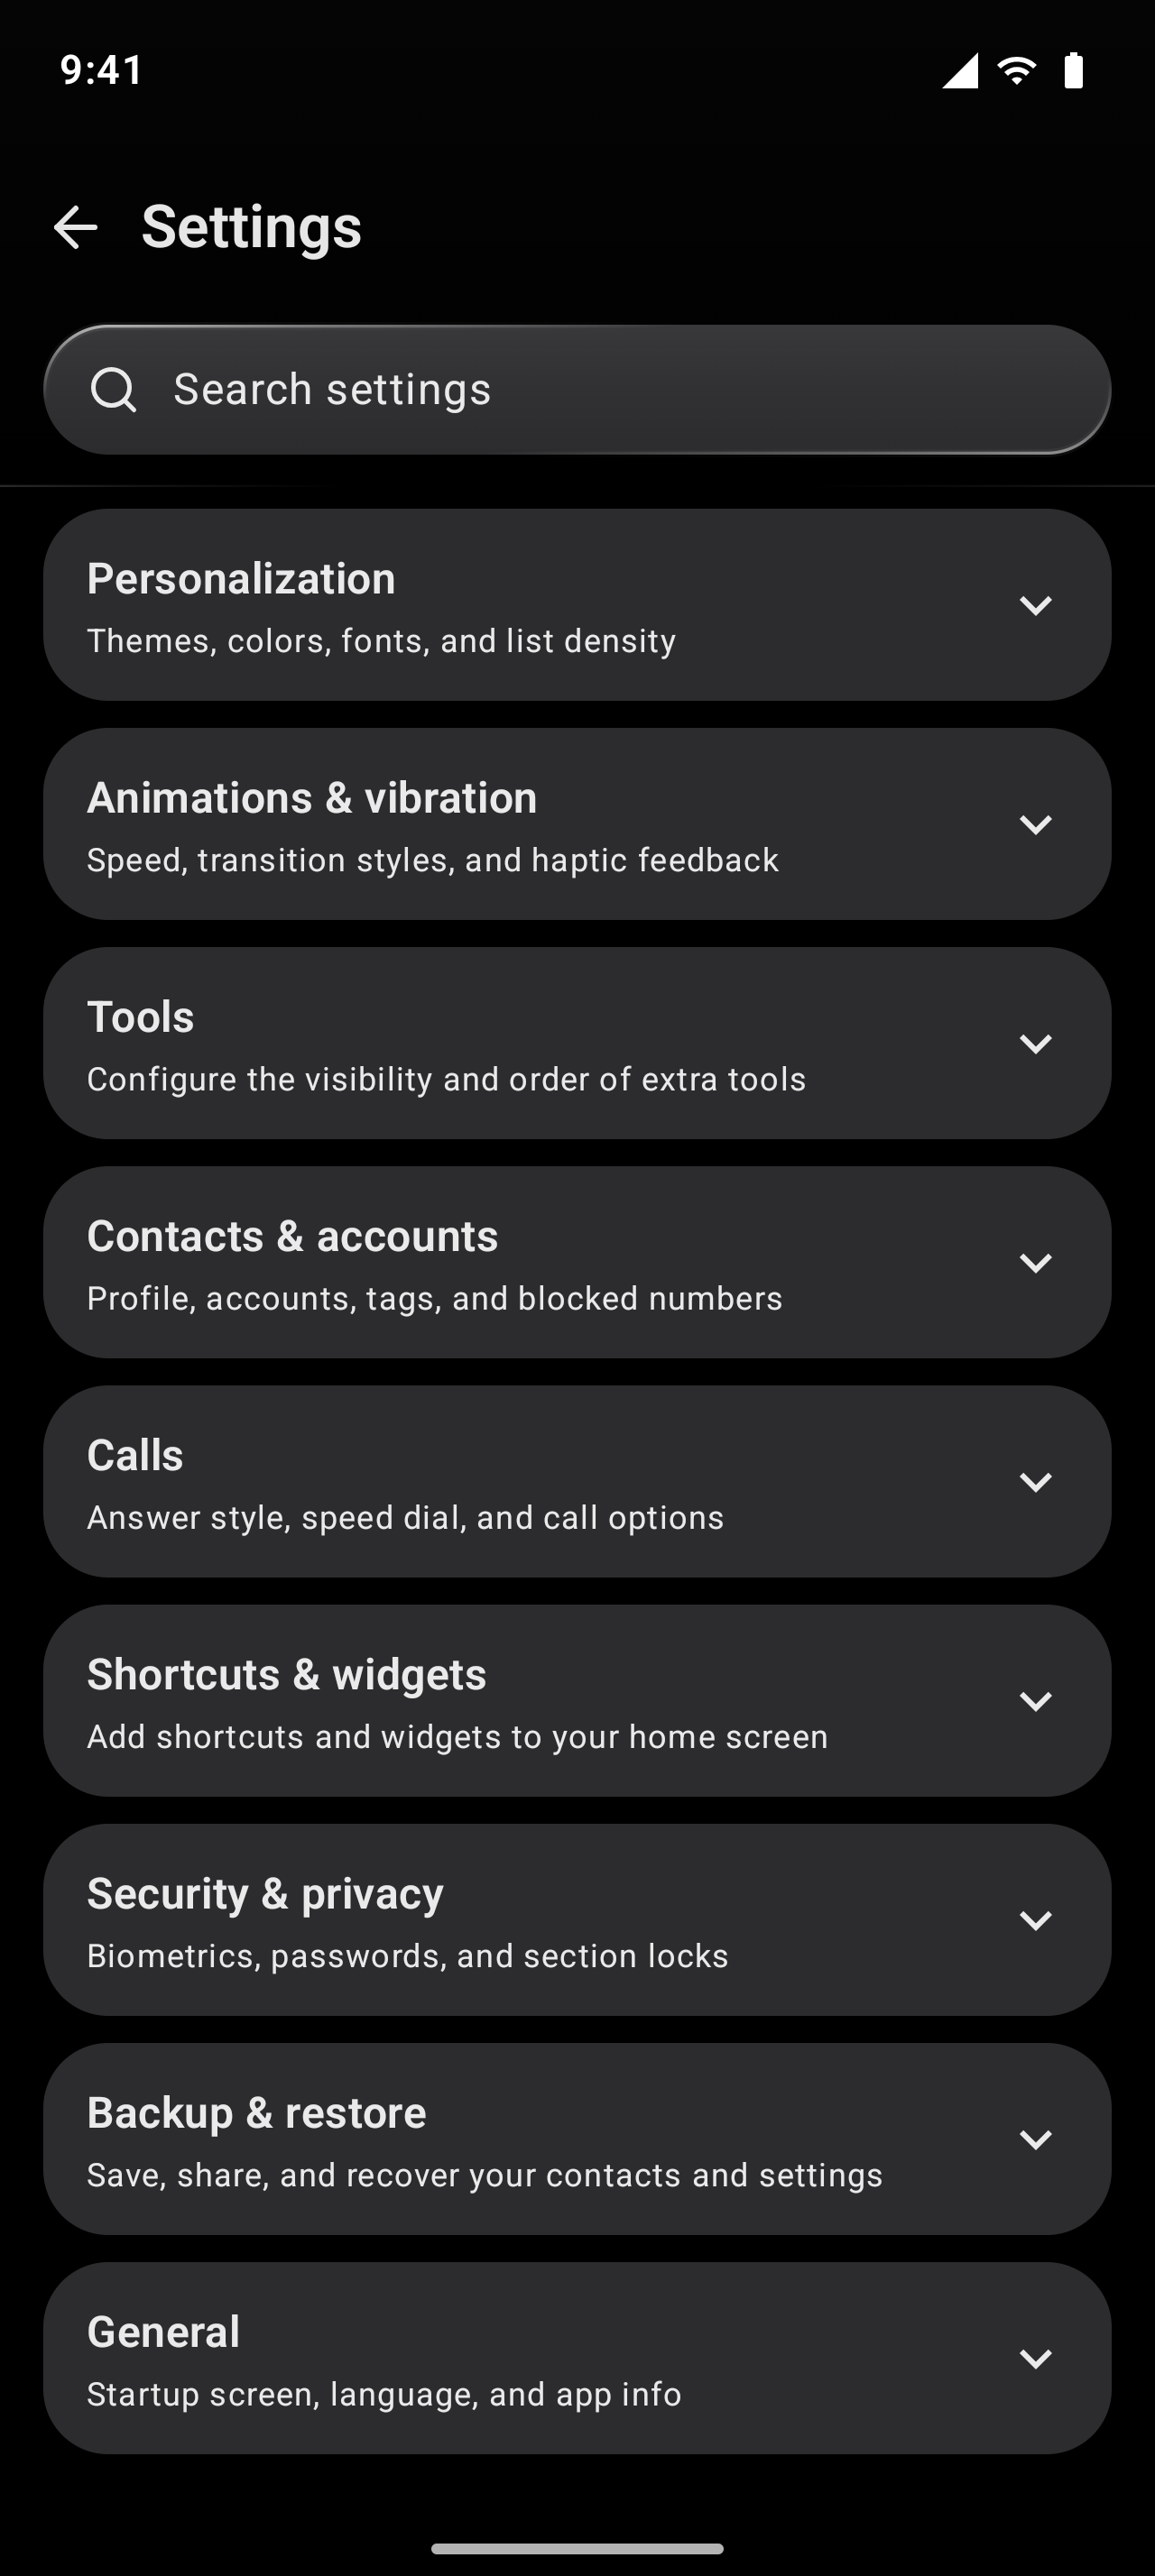 9:41
Settings
Search settings
Personalization
Themes, colors, fonts, and list density
Animations & vibration
Speed, transition styles, and haptic feedback
Tools
Configure the visibility and order of extra tools
Contacts & accounts
Profile, accounts, tags, and blocked numbers
Calls
Answer style, speed dial, and call options
Shortcuts & widgets
Add shortcuts and widgets to your home screen
Security & privacy
Biometrics, passwords, and section locks
Backup & restore
Save, share, and recover your contacts and settings
General
Startup screen, language, and app info